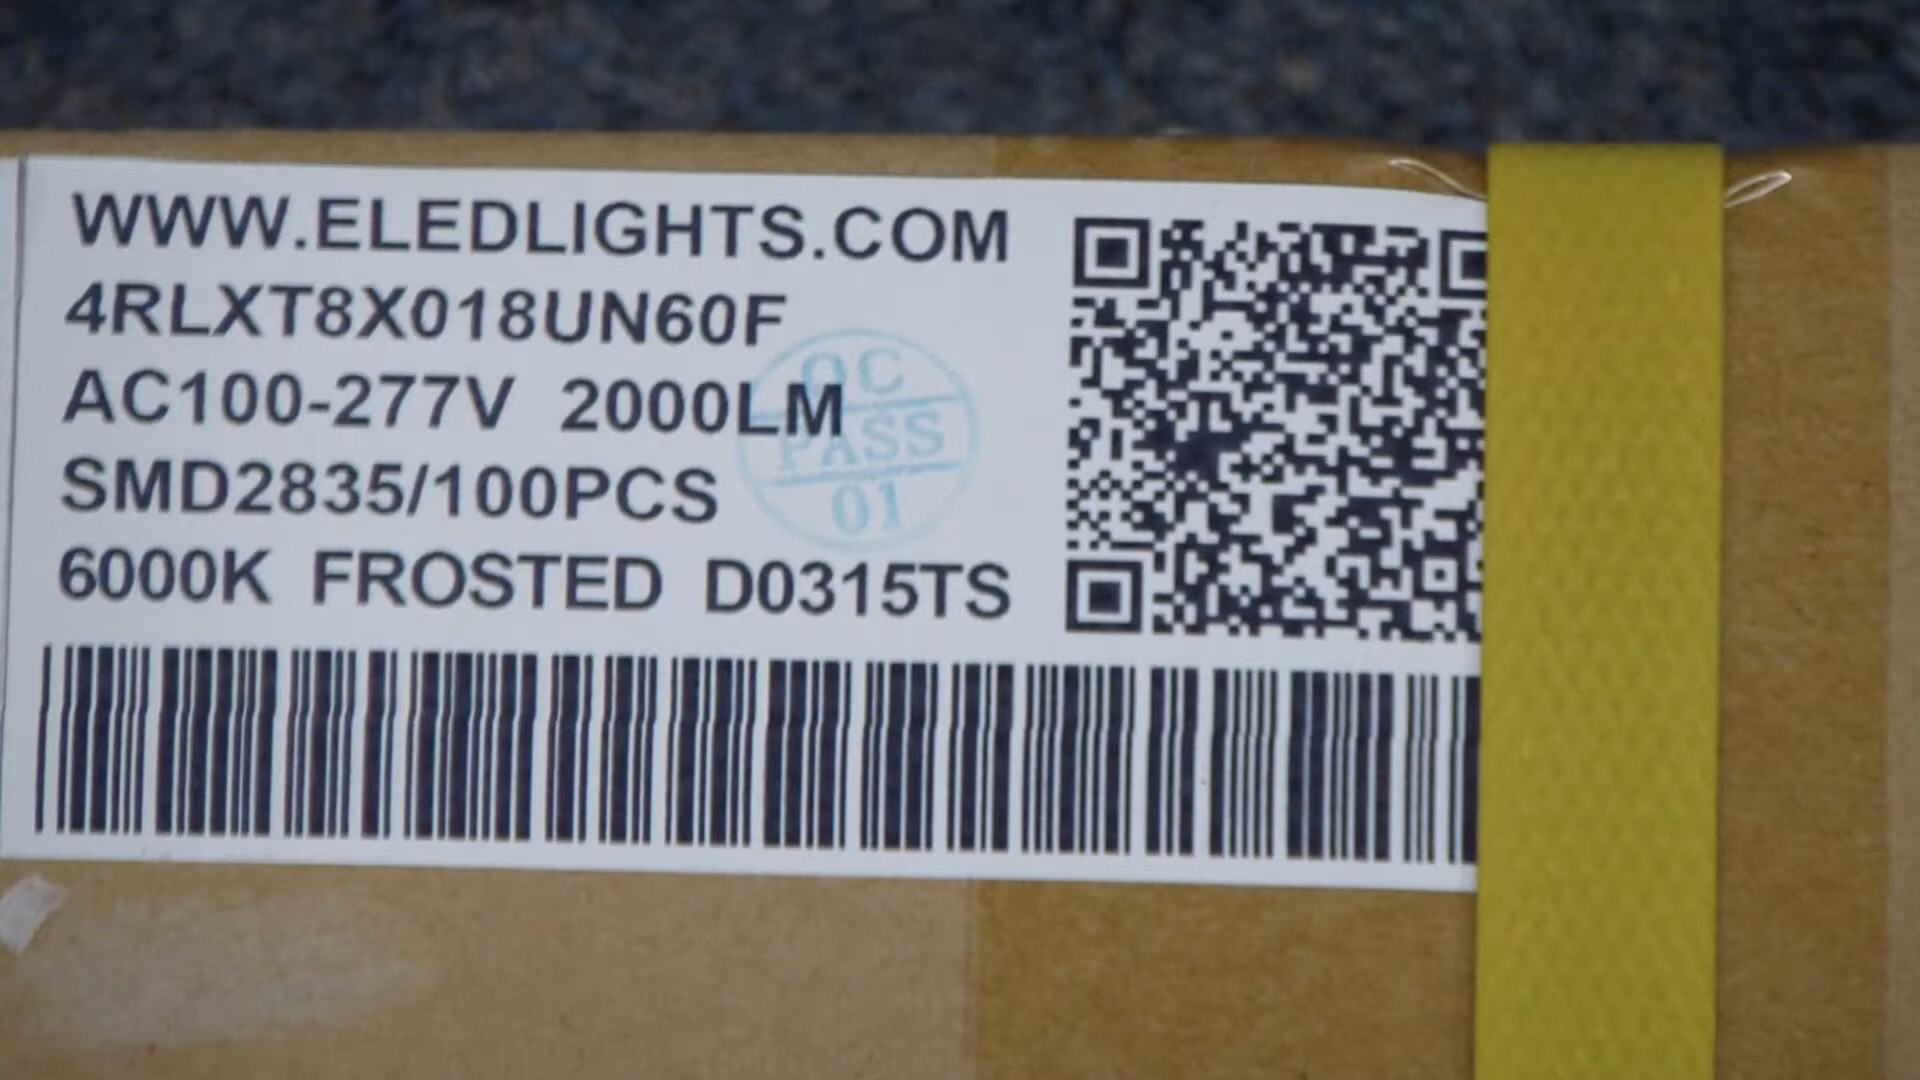 WWW.ELEDLIGHTS.COM
4RLXT8X018UN60F
AC100-277V 2000LM
SMD2835/100PCS
6000K FROSTED D0315TS
QC
PASS
01